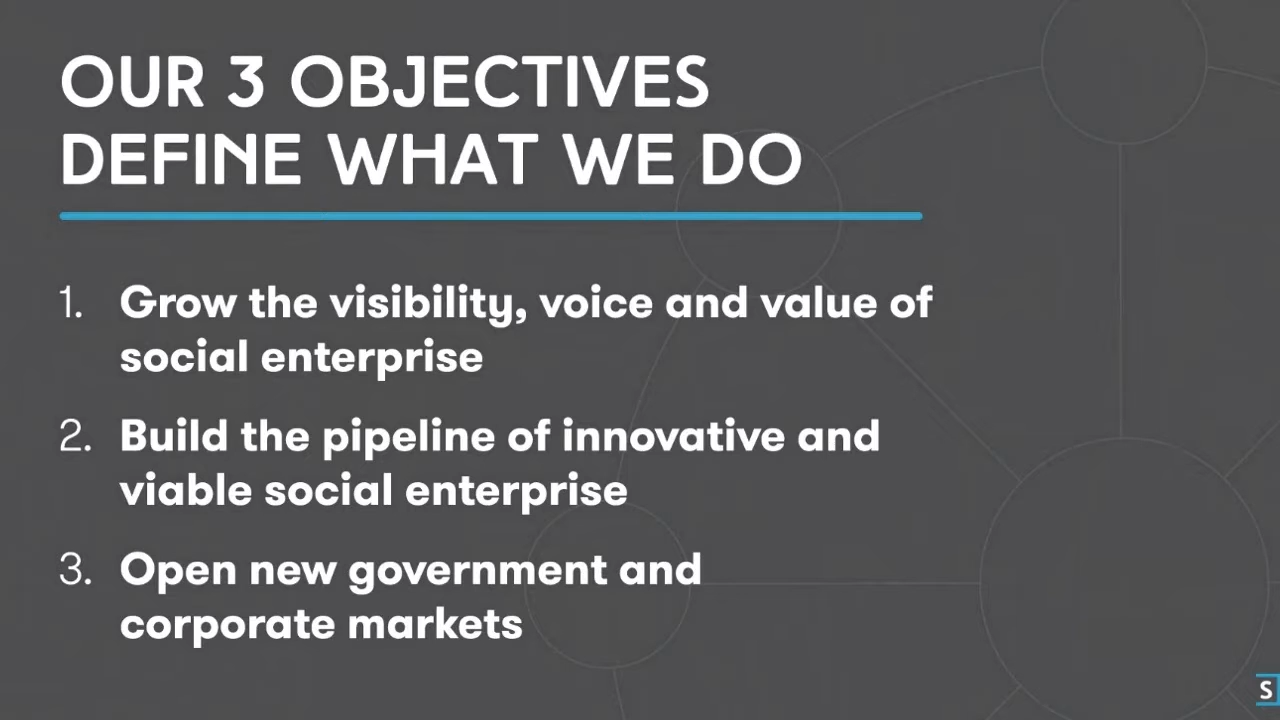 OUR 3 OBJECTIVES
DEFINE WHAT WE DO
1. Grow the visibility, voice and value of
social enterprise
2. Build the pipeline of innovative and
viable social enterprise
3. Open new government and
corporate markets
S